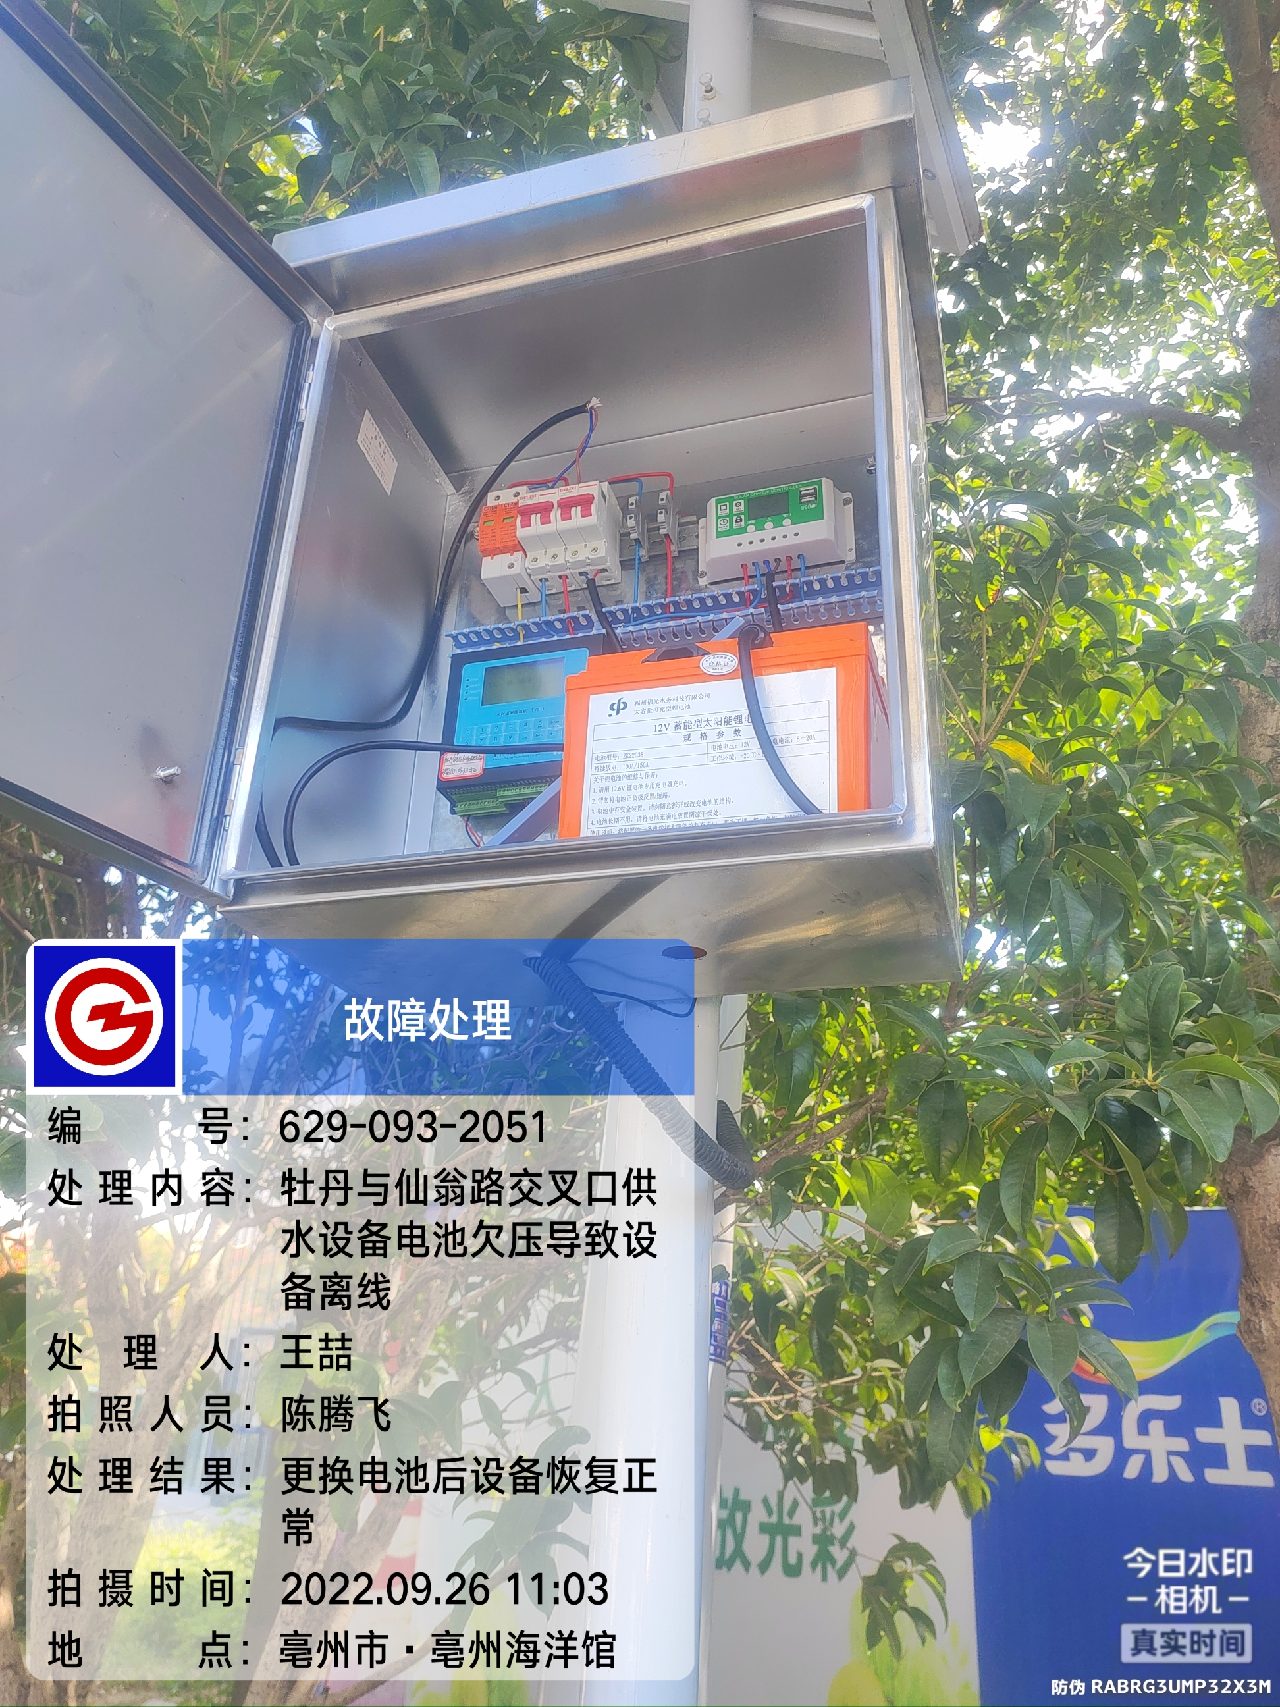 12V 蓄能型太阳能锂电
规 格 参 数
故障处理
编 号: 629-093-2051
处理内容: 牡丹与仙翁路交叉口供
水设备电池欠压导致设
备离线
处 理 人: 王喆
拍照人员: 陈腾飞
处理结果: 更换电池后设备恢复正
常
拍摄时间: 2022.09.26 11:03
地 点: 亳州市·亳州海洋馆
多乐士®
放光彩
今日水印
-相机-
真实时间
防伪 RABRG3UMP32X3M